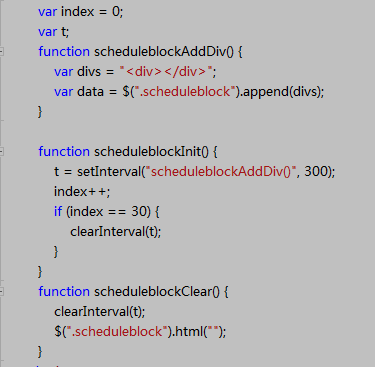 var index = 0;
var t;
function scheduleblockAddDiv() {
var divs = "<div></div>";
var data = $(".scheduleblock").append(divs);
}
function scheduleblockInit() {
t = setInterval("scheduleblockAddDiv()", 300);
index++;
if (index == 30) {
clearInterval(t);
}
}
function scheduleblockClear() {
clearInterval(t);
$(".scheduleblock").html("");
}